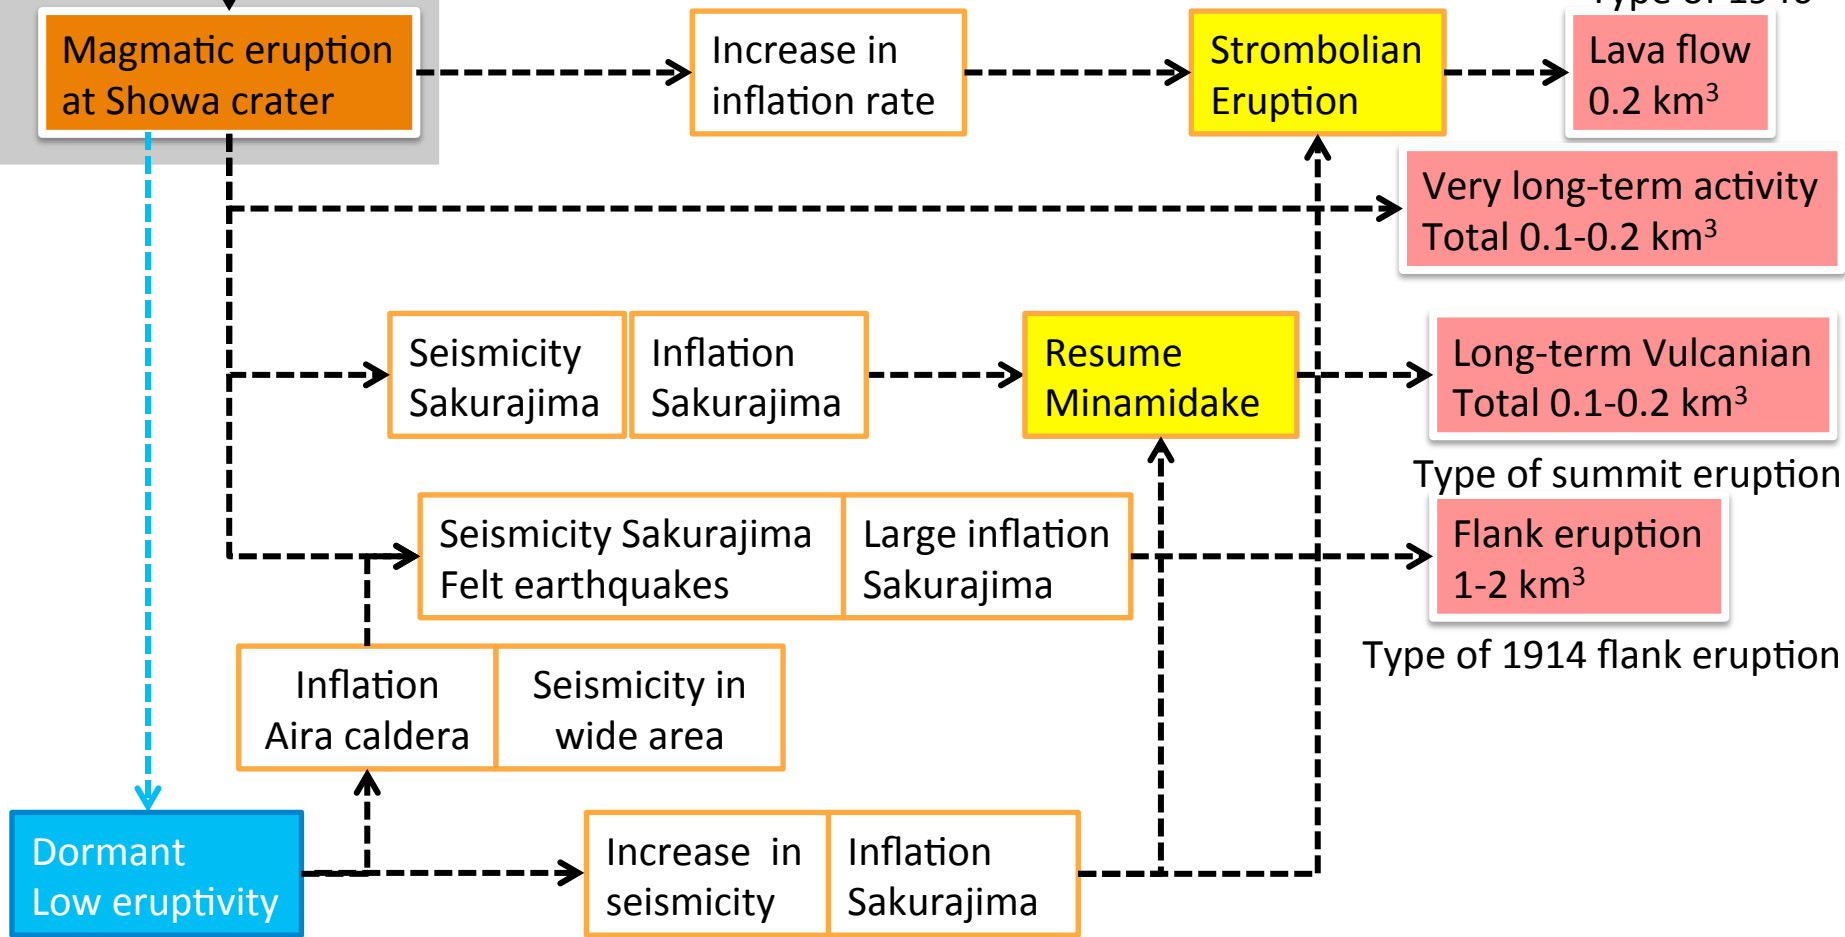 Magmatic eruption
at Showa crater
Increase in
inflation rate
Strombolian
Eruption
Lava flow
0.2 km³
Very long-term activity
Total 0.1-0.2 km³
Seismicity
Sakurajima
Inflation
Sakurajima
Resume
Minamidake
Long-term Vulcanian
Total 0.1-0.2 km³
Type of summit eruption
Seismicity Sakurajima
Felt earthquakes
Large inflation
Sakurajima
Flank eruption
1-2 km³
Type of 1914 flank eruption
Inflation
Aira caldera
Seismicity in
wide area
Dormant
Low eruptivity
Increase in
seismicity
Inflation
Sakurajima